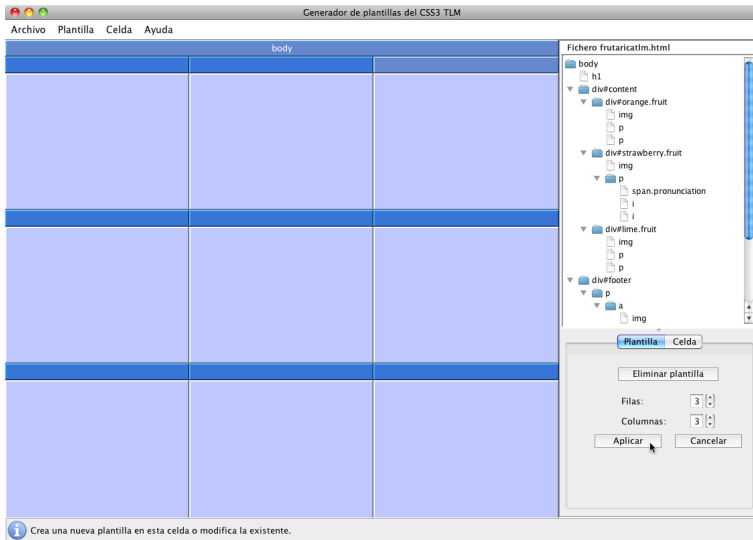 Generador de plantillas del CSS3 TLM
Archivo Plantilla Celda Ayuda
body
Fichero frutaricatlm.html
body
h1
div#content
div#orange.fruit
img
p
p
div#strawberry.fruit
img
p
span.pronunciation
i
i
div#lime.fruit
img
p
p
div#footer
p
a
img
Plantilla Celda
Eliminar plantilla
Filas: 3
Columnas: 3
Aplicar Cancelar
Crea una nueva plantilla en esta celda o modifica la existente.